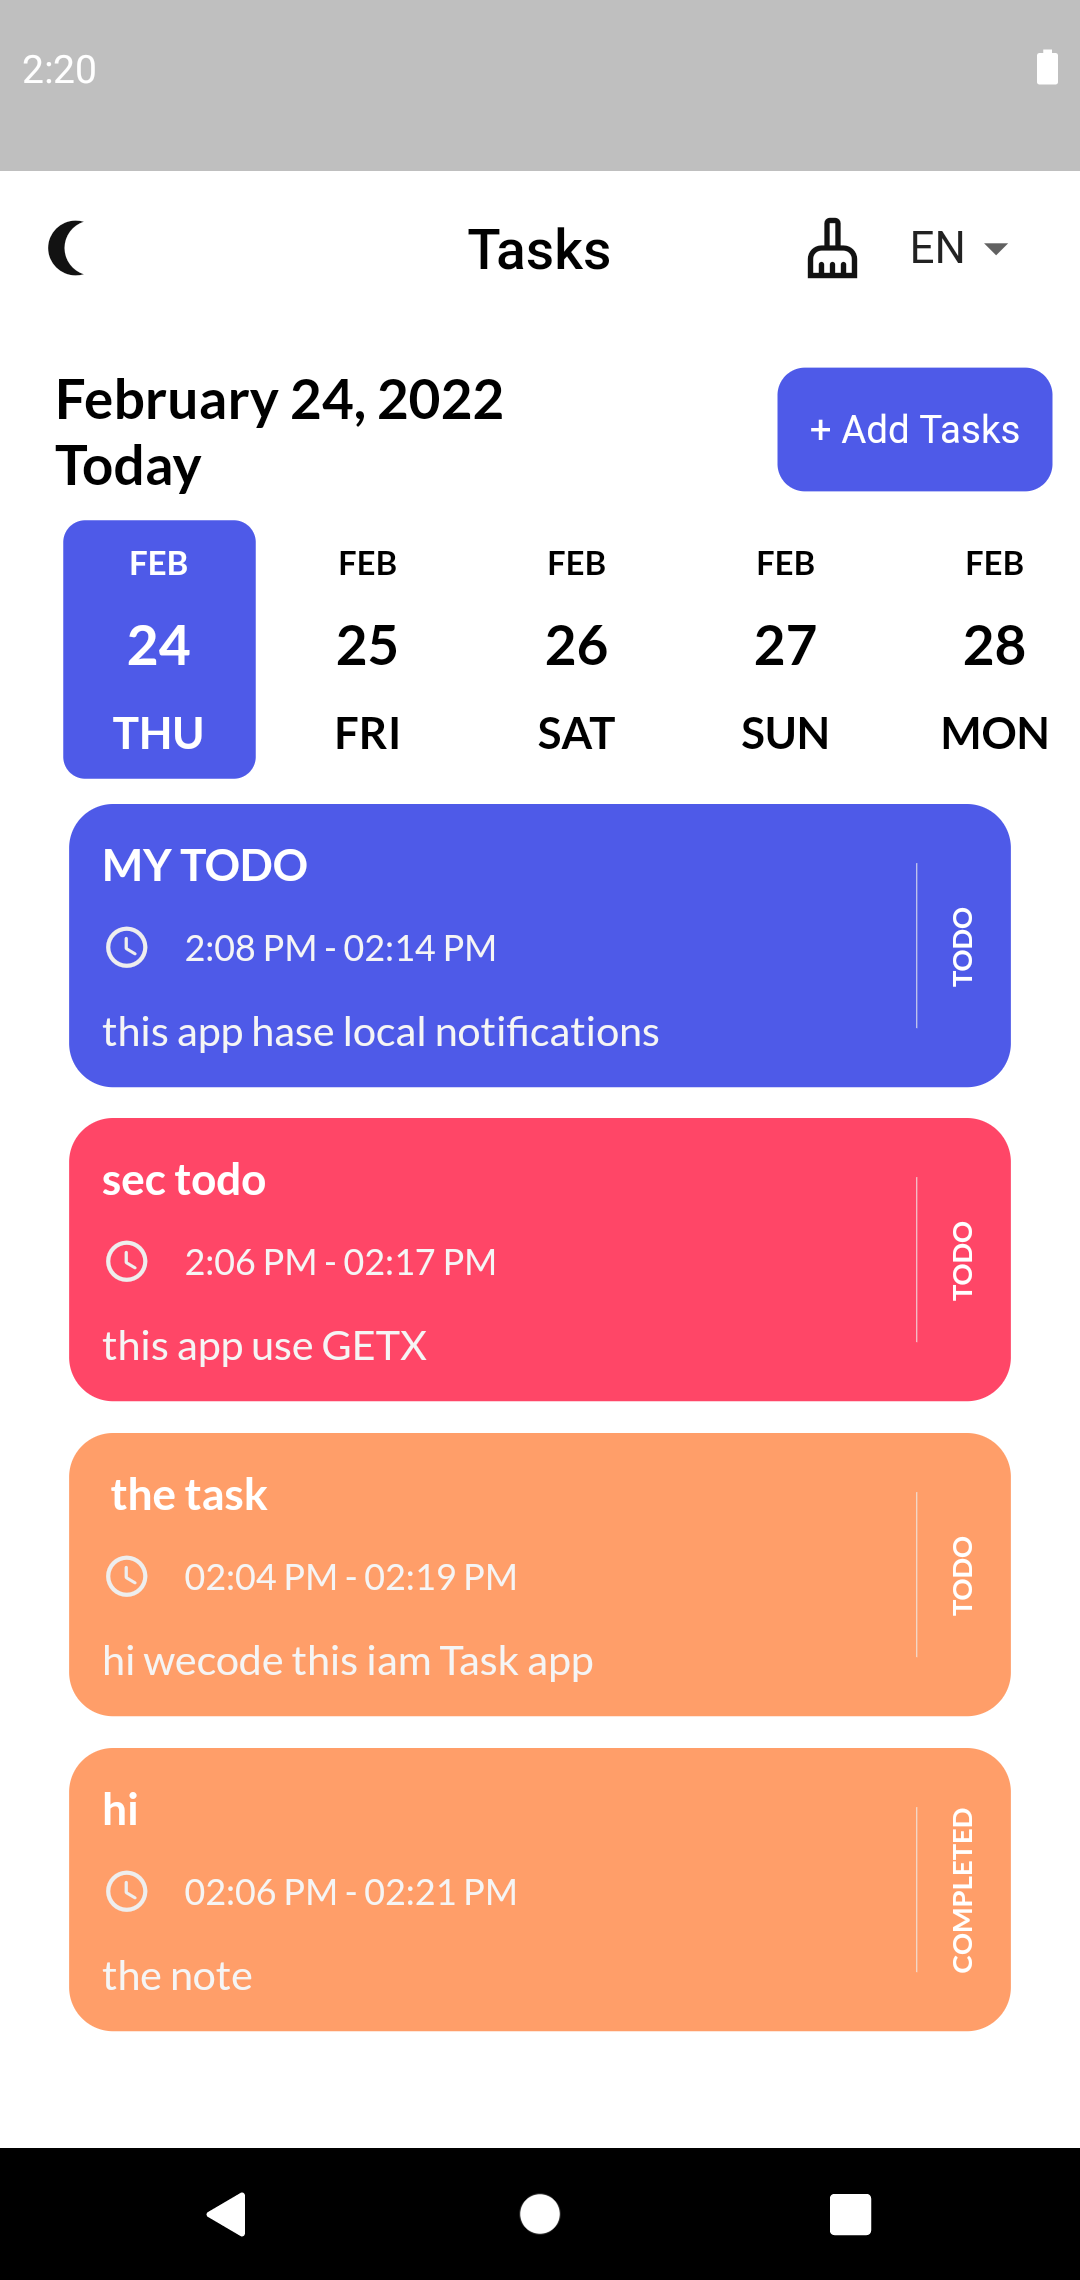 2:20
Tasks
EN
February 24, 2022
Today
+ Add Tasks
FEB FEB FEB FEB FEB
24 25 26 27 28
THU FRI SAT SUN MON
MY TODO
2:08 PM - 02:14 PM
this app hase local notifications
TODO
sec todo
2:06 PM - 02:17 PM
this app use GETX
TODO
the task
02:04 PM - 02:19 PM
hi wecode this iam Task app
TODO
hi
02:06 PM - 02:21 PM
the note
COMPLETED